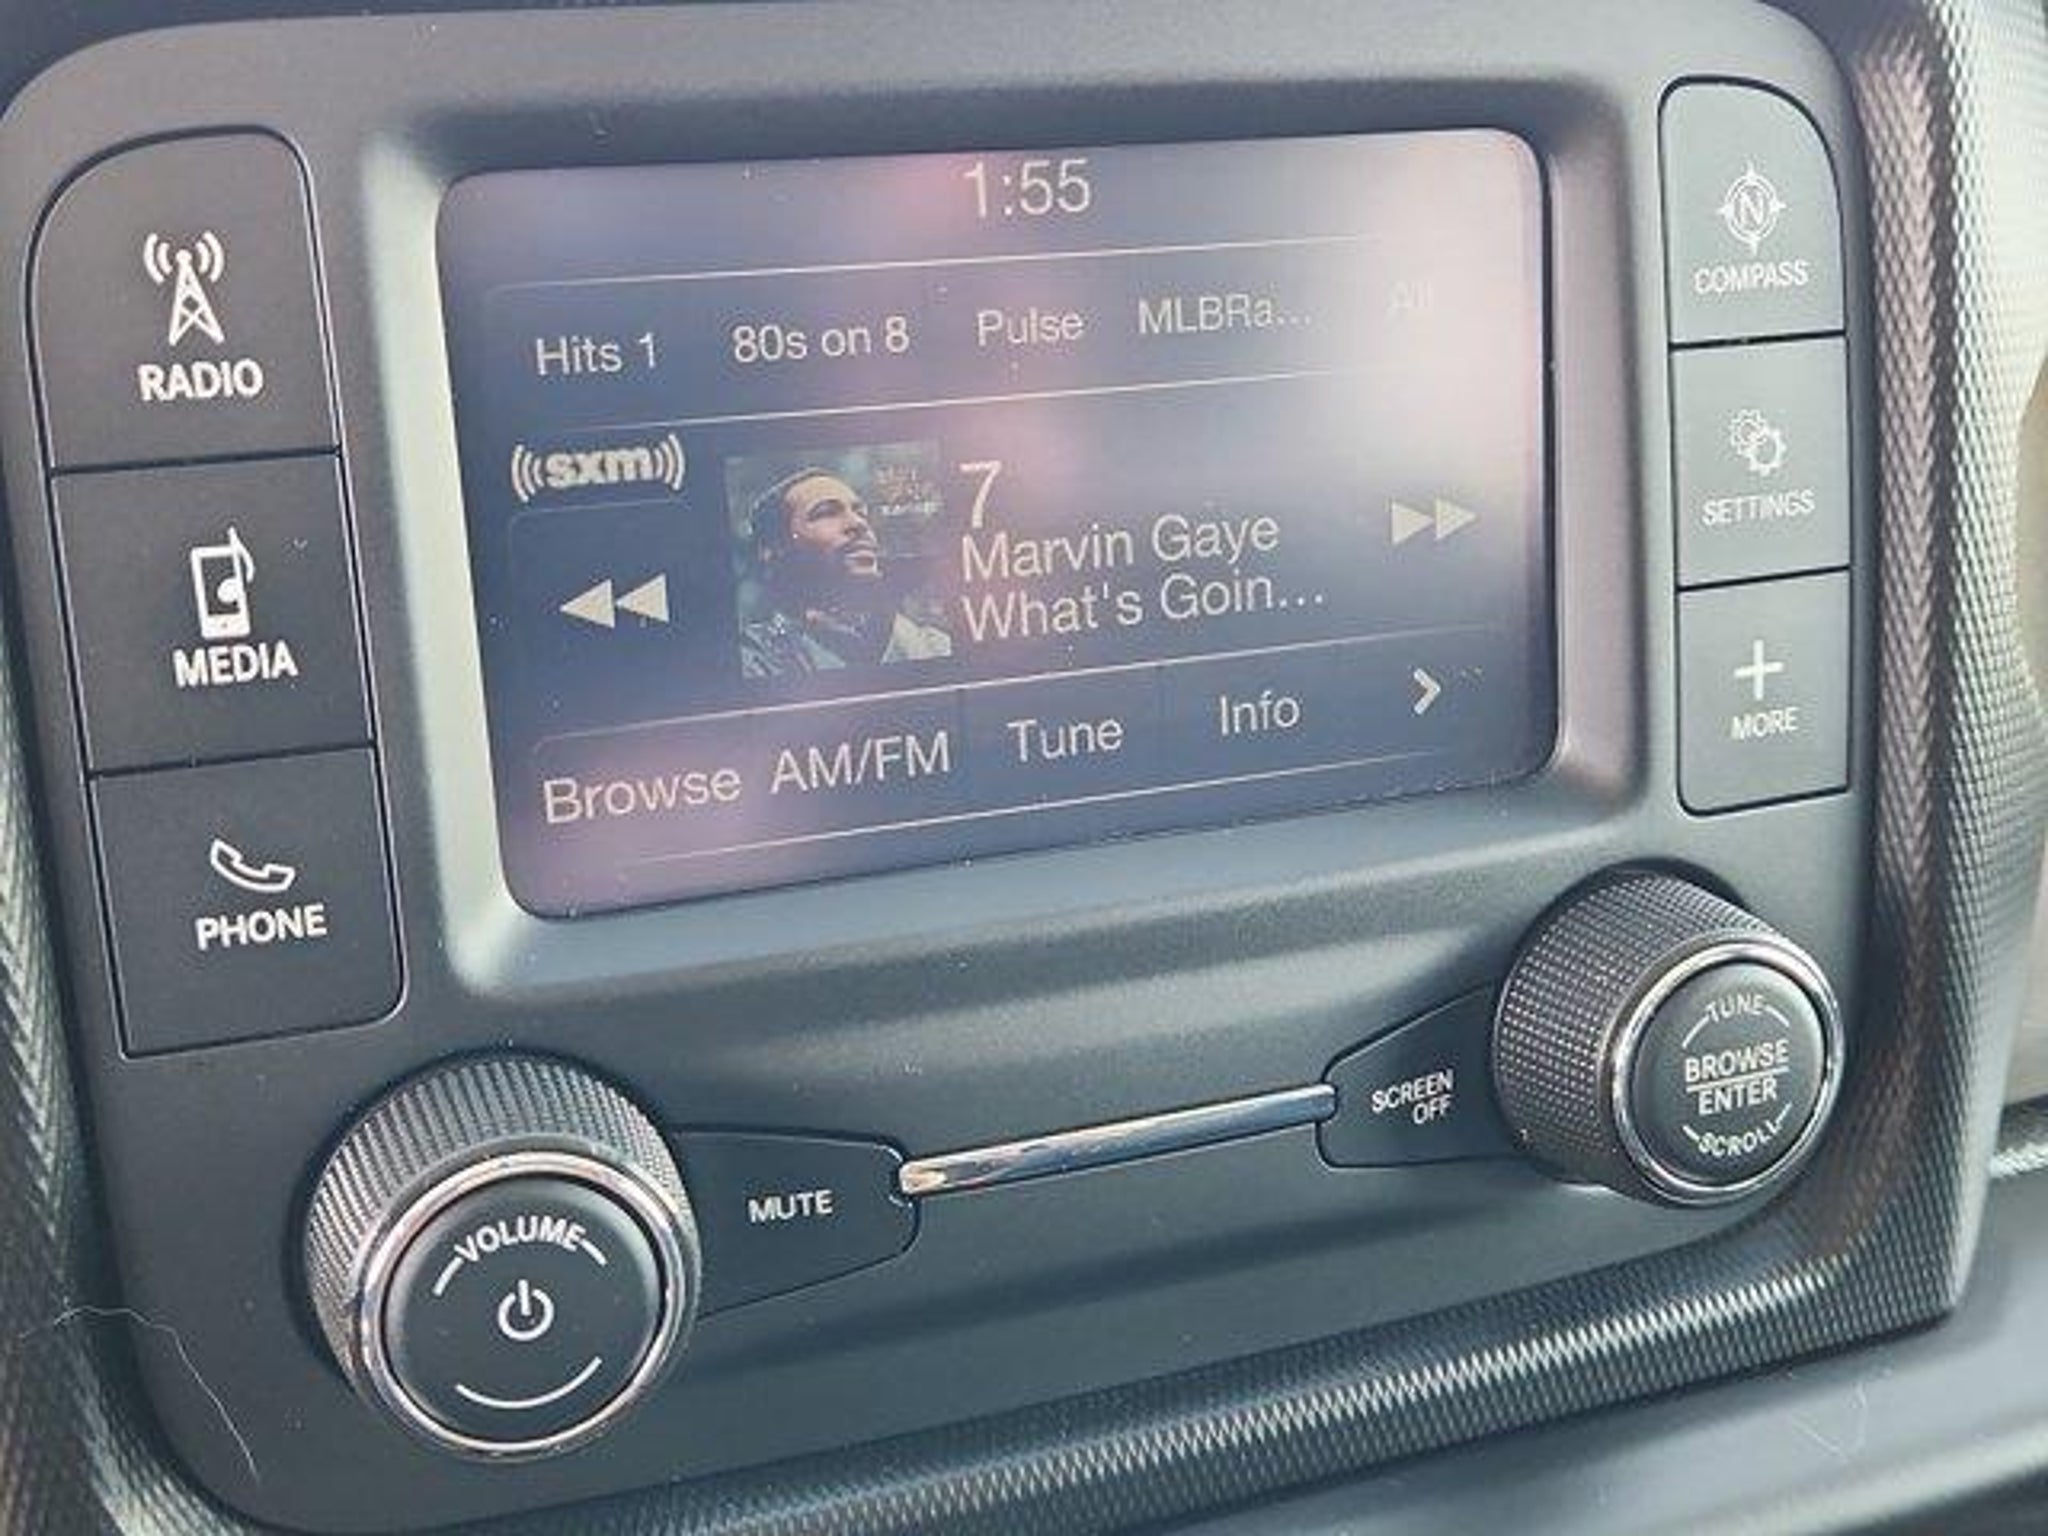 1:55
Hits 1
80s on 8
Pulse
MLBRa...
All
((sxm))
7
Marvin Gaye
What's Goin...
Browse
AM/FM
Tune
Info
RADIO
MEDIA
PHONE
N
COMPASS
SETTINGS
MORE
VOLUME
MUTE
SCREEN
OFF
TUNE
BROWSE
ENTER
SCROLL